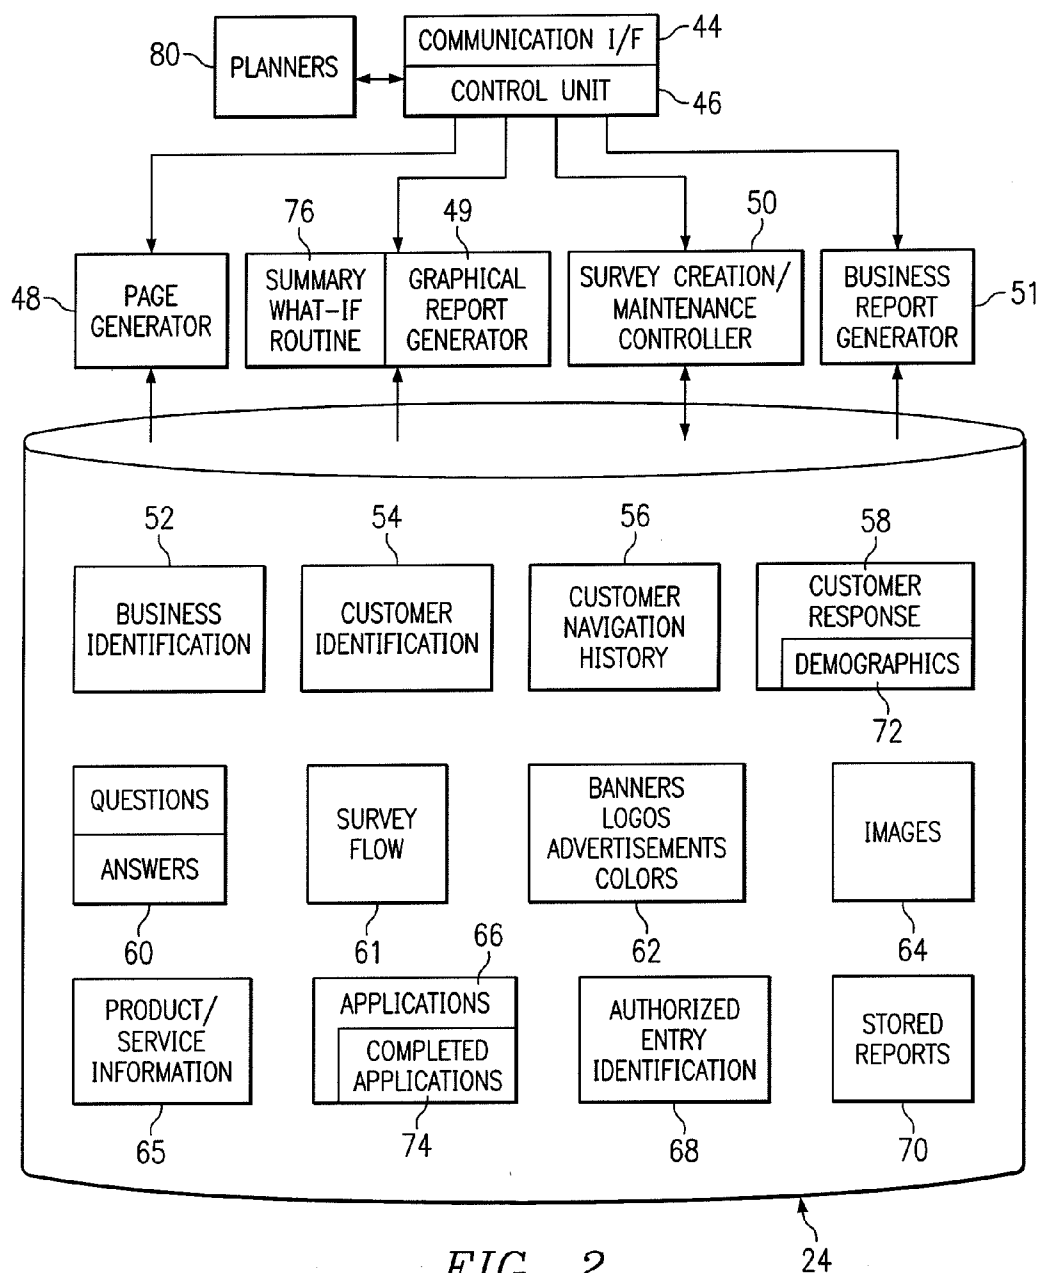 80
PLANNERS
COMMUNICATION I/F
44
CONTROL UNIT
46
76
49
50
48
PAGE
GENERATOR
SUMMARY
WHAT-IF
ROUTINE
GRAPHICAL
REPORT
GENERATOR
SURVEY CREATION/
MAINTENANCE
CONTROLLER
BUSINESS
REPORT
GENERATOR
51
52
54
56
58
BUSINESS
IDENTIFICATION
CUSTOMER
IDENTIFICATION
CUSTOMER
NAVIGATION
HISTORY
CUSTOMER
RESPONSE
DEMOGRAPHICS
72
QUESTIONS
ANSWERS
SURVEY
FLOW
BANNERS
LOGOS
ADVERTISEMENTS
COLORS
IMAGES
60
61
66
62
64
PRODUCT/
SERVICE
INFORMATION
APPLICATIONS
COMPLETED
APPLICATIONS
AUTHORIZED
ENTRY
IDENTIFICATION
STORED
REPORTS
65
74
68
70
24
FIG. 2